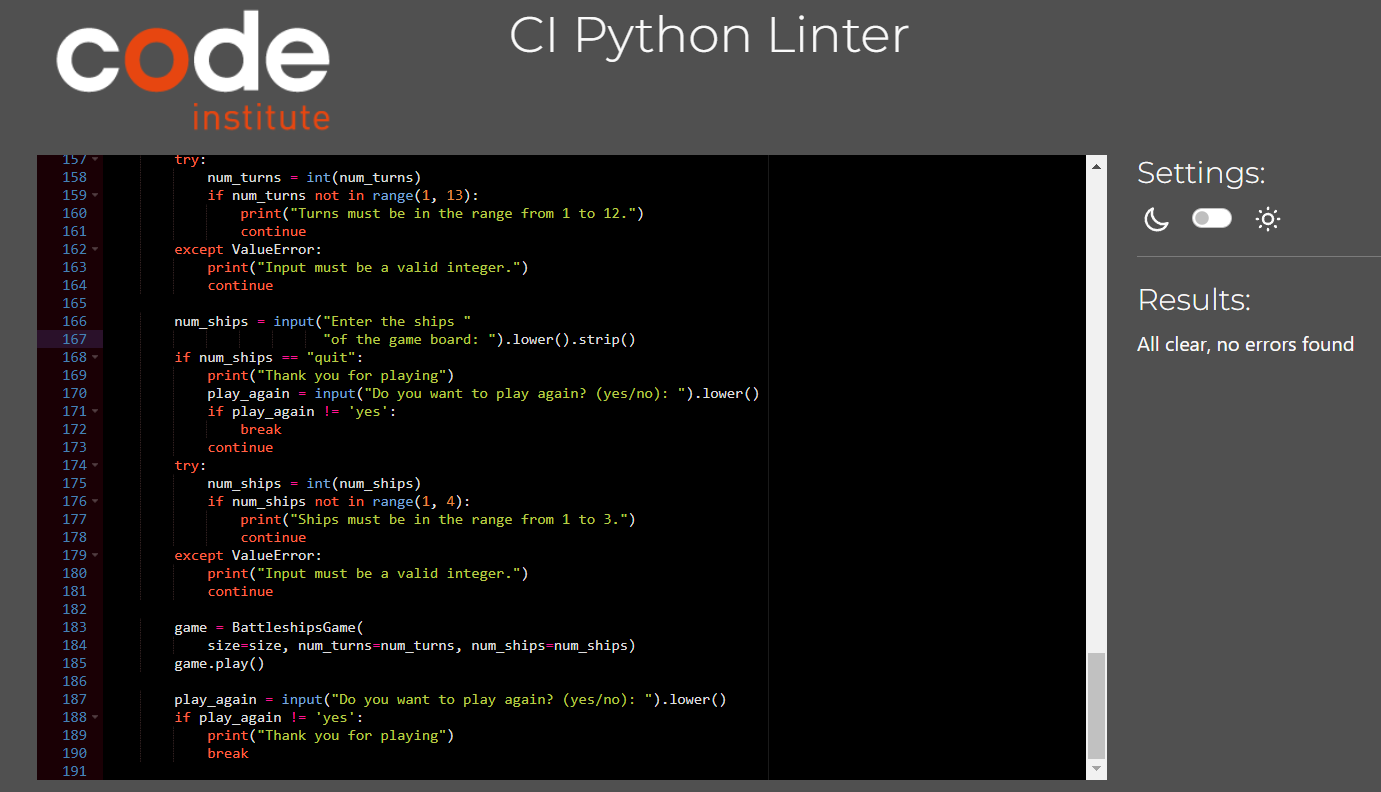 code
institute
CI Python Linter
157 try:
158 num_turns = int(num_turns)
159 if num_turns not in range(1, 13):
160 print("Turns must be in the range from 1 to 12.")
161 continue
162 except ValueError:
163 print("Input must be a valid integer.")
164 continue
165
166 num_ships = input("Enter the ships "
167 "of the game board: ").lower().strip()
168 if num_ships == "quit":
169 print("Thank you for playing")
170 play_again = input("Do you want to play again? (yes/no): ").lower()
171 if play_again != 'yes':
172 break
173 continue
174 try:
175 num_ships = int(num_ships)
176 if num_ships not in range(1, 4):
177 print("Ships must be in the range from 1 to 3.")
178 continue
179 except ValueError:
180 print("Input must be a valid integer.")
181 continue
182
183 game = BattleshipsGame(
184 size=size, num_turns=num_turns, num_ships=num_ships)
185 game.play()
186
187 play_again = input("Do you want to play again? (yes/no): ").lower()
188 if play_again != 'yes':
189 print("Thank you for playing")
190 break
191
Settings:
Results:
All clear, no errors found